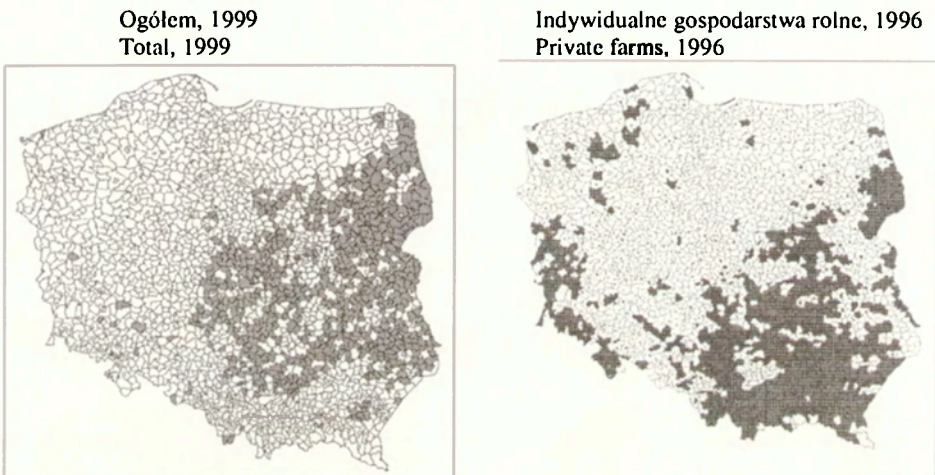 Ogółem, 1999
Total, 1999
Indywidualne gospodarstwa rolne, 1996
Private farms, 1996